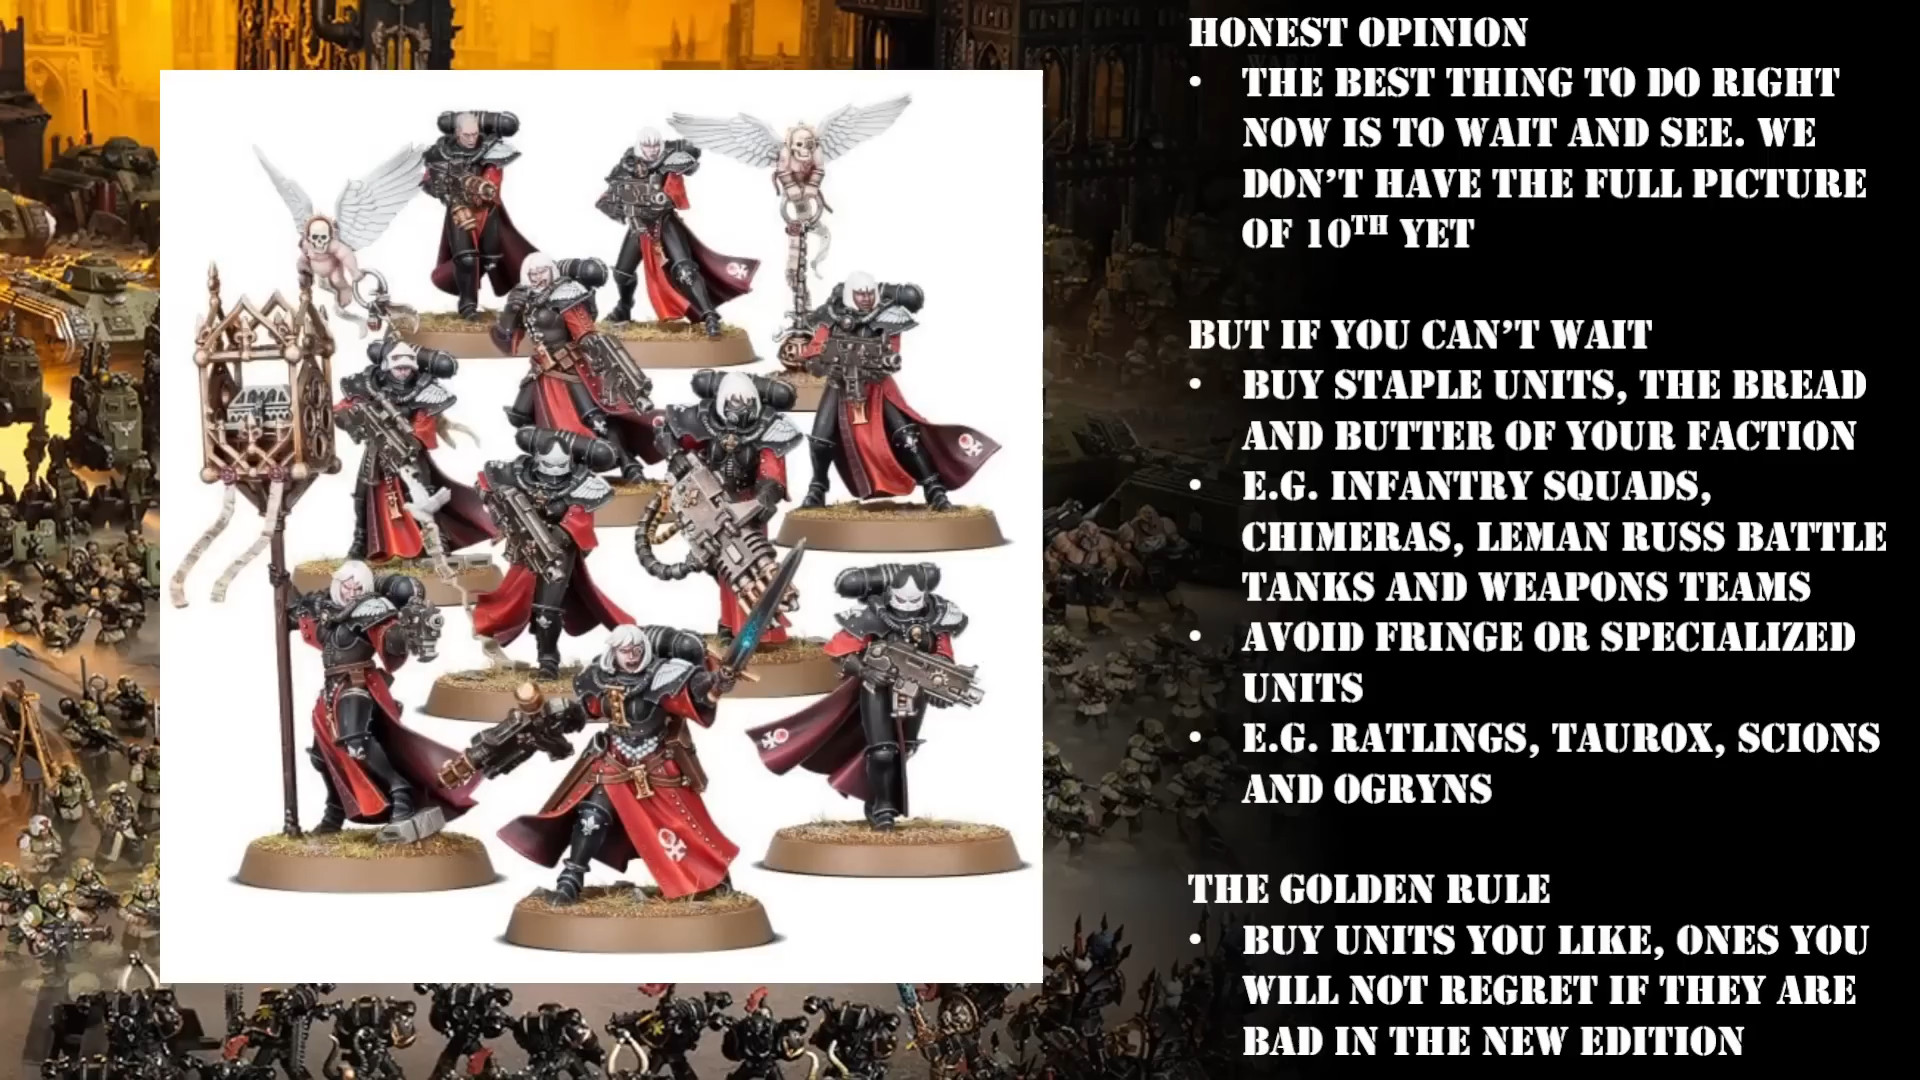 HONEST OPINION
• THE BEST THING TO DO RIGHT
NOW IS TO WAIT AND SEE. WE
DON’T HAVE THE FULL PICTURE
OF 10TH YET
BUT IF YOU CAN’T WAIT
• BUY STAPLE UNITS, THE BREAD
AND BUTTER OF YOUR FACTION
• E.G. INFANTRY SQUADS,
CHIMERAS, LEMAN RUSS BATTLE
TANKS AND WEAPONS TEAMS
• AVOID FRINGE OR SPECIALIZED
UNITS
• E.G. RATLINGS, TAUROX, SCIONS
AND OGRYNS
THE GOLDEN RULE
• BUY UNITS YOU LIKE, ONES YOU
WILL NOT REGRET IF THEY ARE
BAD IN THE NEW EDITION